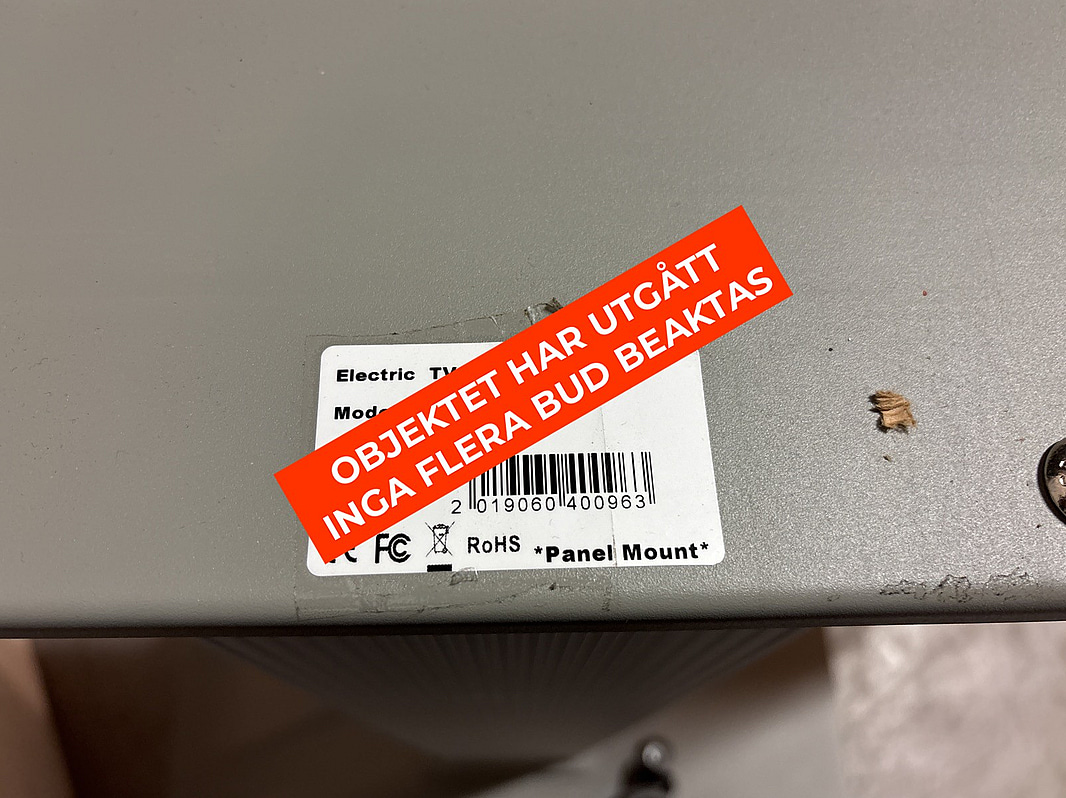 OBJEKTET HAR UTGÅTT
INGA FLERA BUD BEAKTAS
Electric TV
2 019060 400963
FC RoHS *Panel Mount*